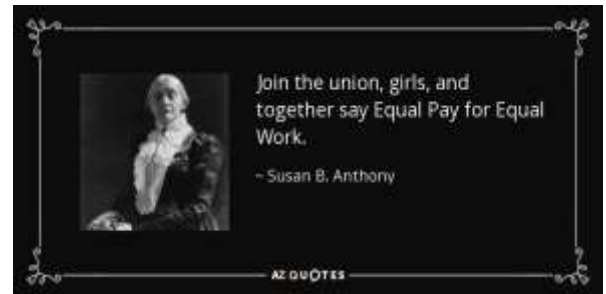 Join the union, girls, and
together say Equal Pay for Equal
Work.
~ Susan B. Anthony
AZ QUOTES